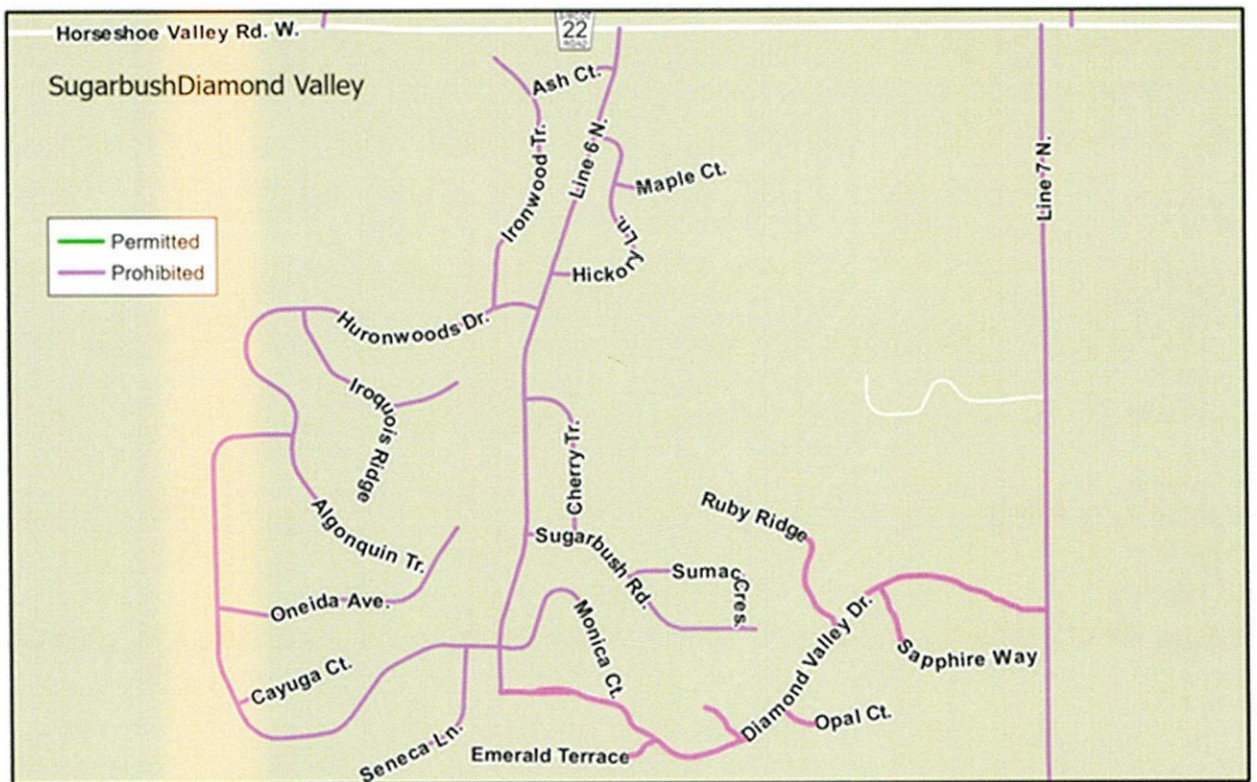 Horseshoe Valley Rd. W.
SIMCOE
22
ROAD
SugarbushDiamond Valley
Ash Ct.
Ironwood Tr.
Line 6 N.
Maple Ct.
Hickory Ln.
Line 7 N.
Permitted
Prohibited
Huronwoods Dr.
Iroquois Ridge
Cherry Tr.
Algonquin Tr.
Ruby Ridge
Sugarbush Rd.
Sumac Cres.
Oneida Ave.
Monica Ct.
Diamond Valley Dr.
Sapphire Way
Cayuga Ct.
Opal Ct.
Seneca Ln.
Emerald Terrace